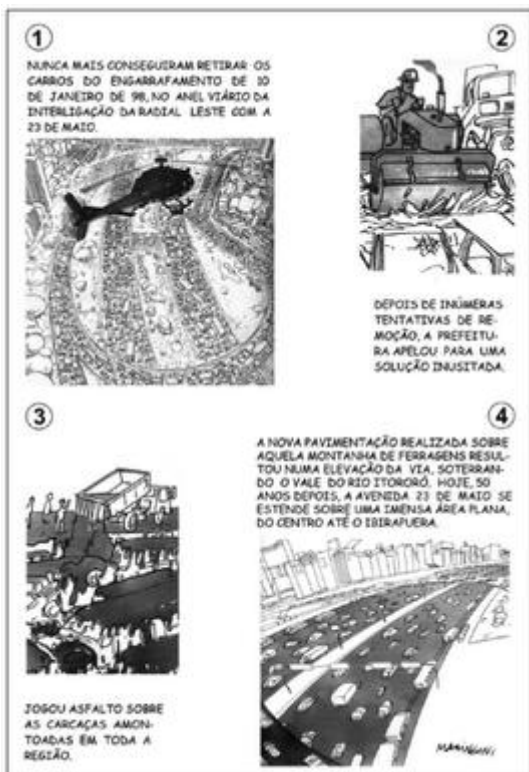 1
NUNCA MAIS CONSEGUIRAM RETIRAR OS
CARROS DO ENGARRAFAMENTO DE 10
DE JANEIRO DE 98, NO ANEL VIÁRIO DA
INTERLIGAÇÃO DA RADIAL LESTE COM A
23 DE MAIO.
2
DEPOIS DE INÚMERAS
TENTATIVAS DE RE-
MOÇÃO, A PREFEITU-
RA APELOU PARA UMA
SOLUÇÃO INUSITADA.
3
JOGOU ASFALTO SOBRE
AS CARCAÇAS AMON-
TOADAS EM TODA A
REGIÃO.
4
A NOVA PAVIMENTAÇÃO REALIZADA SOBRE
AQUELA MONTANHA DE FERRAGENS RESUL-
TOU NUMA ELEVAÇÃO DA VIA, SOTERRAN-
DO O VALE DO RIO ITORORÓ. HOJE, 50
ANOS DEPOIS, A AVENIDA 23 DE MAIO SE
ESTENDE SOBRE UMA IMENSA ÁREA PLANA,
DO CENTRO ATÉ O IBIRAPUERA.
MARINGONI